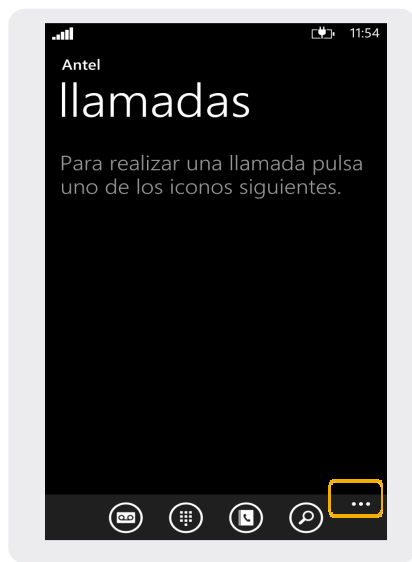 11:54
Antel
llamadas
Para realizar una llamada pulsa
uno de los iconos siguientes.